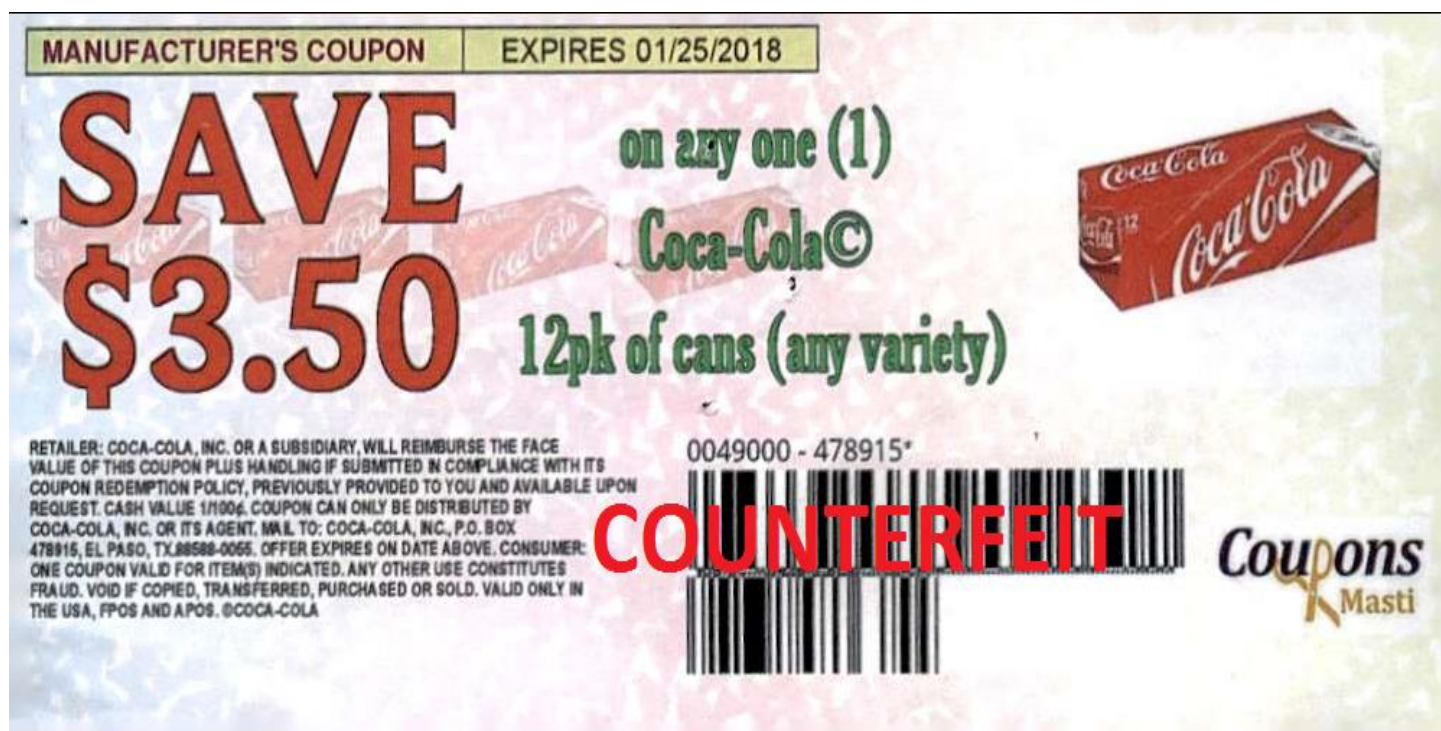 MANUFACTURER'S COUPON EXPIRES 01/25/2018
SAVE
$3.50
on any one (1)
Coca-Cola©
12pk of cans (any variety)
Coca-Cola
Coca-Cola
12
RETAILER: COCA-COLA, INC. OR A SUBSIDIARY, WILL REIMBURSE THE FACE
VALUE OF THIS COUPON PLUS HANDLING IF SUBMITTED IN COMPLIANCE WITH ITS
COUPON REDEMPTION POLICY, PREVIOUSLY PROVIDED TO YOU AND AVAILABLE UPON
REQUEST. CASH VALUE 1/100¢. COUPON CAN ONLY BE DISTRIBUTED BY
COCA-COLA, INC. OR ITS AGENT. MAIL TO: COCA-COLA, INC., P.O. BOX
478915, EL PASO, TX.88588-0055. OFFER EXPIRES ON DATE ABOVE. CONSUMER:
ONE COUPON VALID FOR ITEM(S) INDICATED. ANY OTHER USE CONSTITUTES
FRAUD. VOID IF COPIED, TRANSFERRED, PURCHASED OR SOLD. VALID ONLY IN
THE USA, FPOS AND APOS. ©COCA-COLA
0049000 - 478915*
COUNTERFEIT
Coupons
Masti